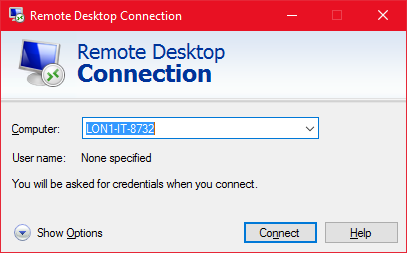 Remote Desktop Connection
Remote Desktop
Connection
Computer: LON1-IT-8732
User name: None specified
You will be asked for credentials when you connect.
Show Options Connect Help